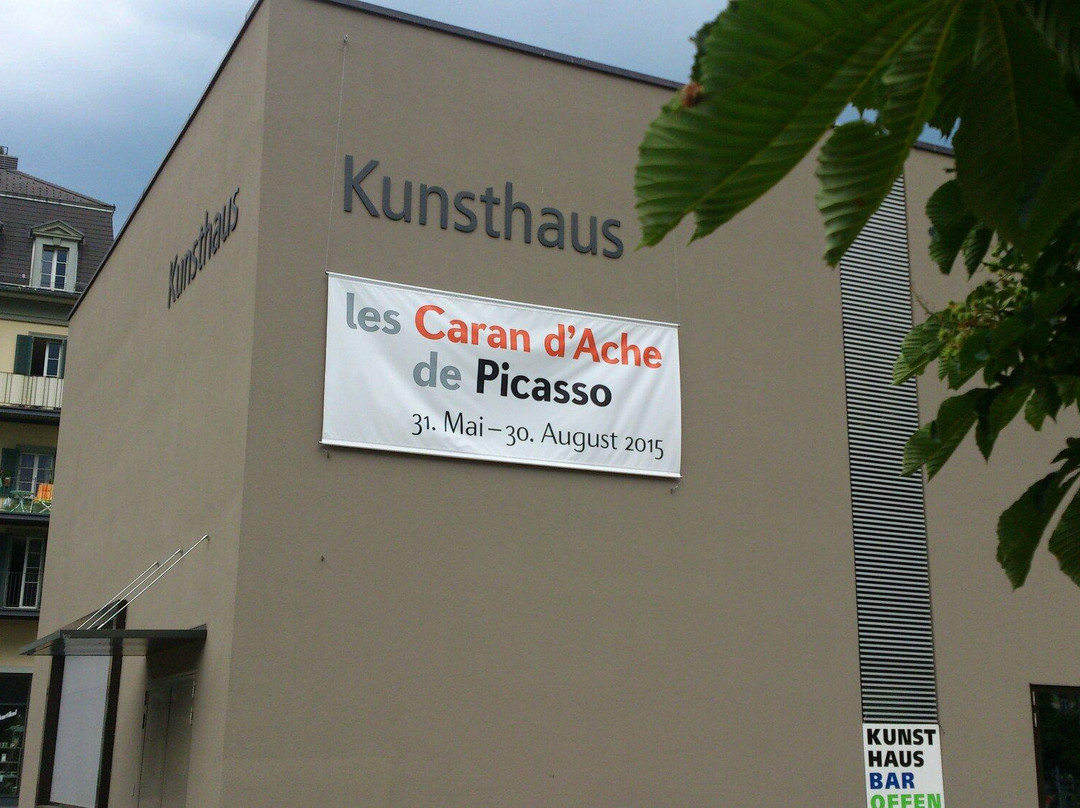 Kunsthaus
Kunsthaus
les Caran d'Ache
de Picasso
31. Mai – 30. August 2015
KUNST
HAUS
BAR
OFFEN